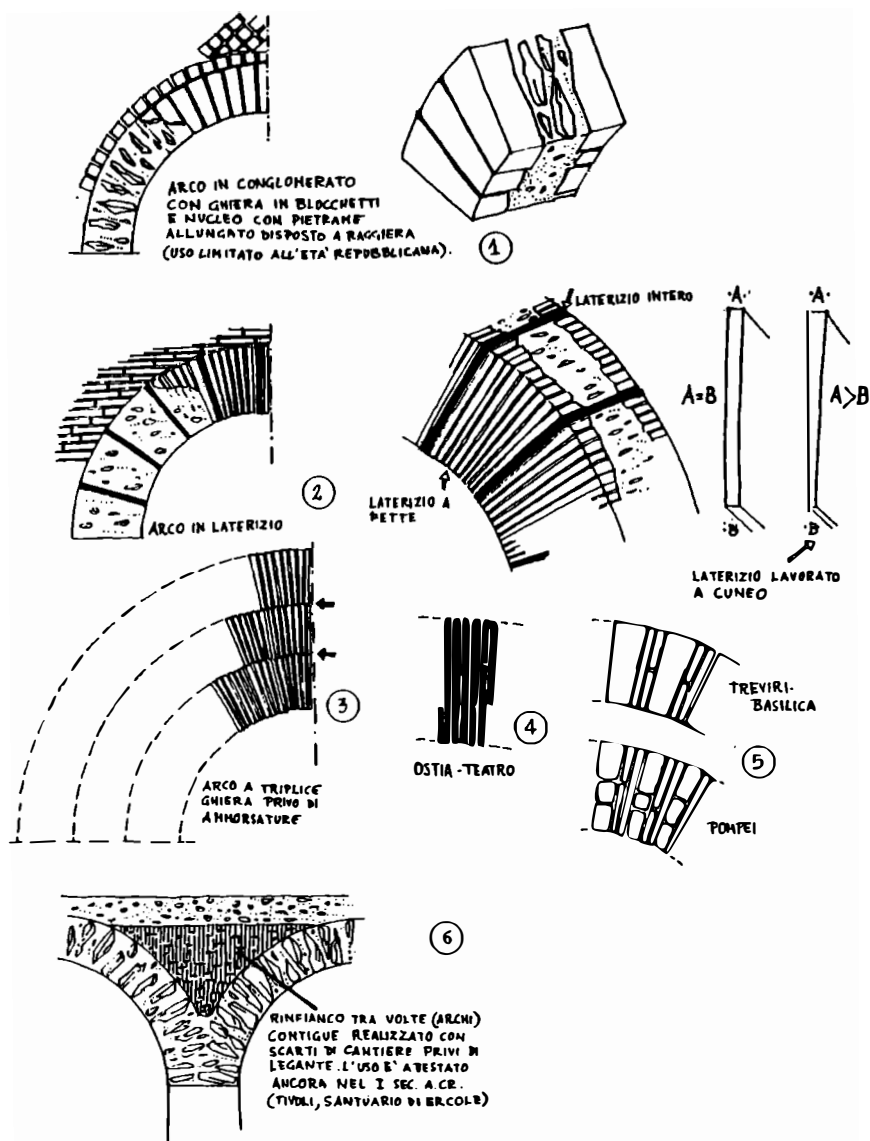 ARCO IN CONGLOMERATO
CON GHIERA IN BLOCCHETTI
E NUCLEO CON PIETRAME
ALLUNGATO DISPOSTO A RAGGIERA
(USO LIMITATO ALL'ETA' REPUBBLICANA).
1
LATERIZIO INTERO
·A·
·A·
A=B
A>B
2
ARCO IN LATERIZIO
LATERIZIO A
FETTE
·B·
·B·
LATERIZIO LAVORATO
A CUNEO
3
ARCO A TRIPLICE
GHIERA PRIVO DI
AMMORSATURE
4
OSTIA-TEATRO
TREVIRI-
BASILICA
5
POMPEI
6
RINFIANCO TRA VOLTE (ARCHI)
CONTIGUE REALIZZATO CON
SCARTI DI CANTIERE PRIVI DI
LEGANTE. L'USO E' ATESTATO
ANCORA NEL I SEC. A.CR.
(TIVOLI, SANTUARIO DI ERCOLE)